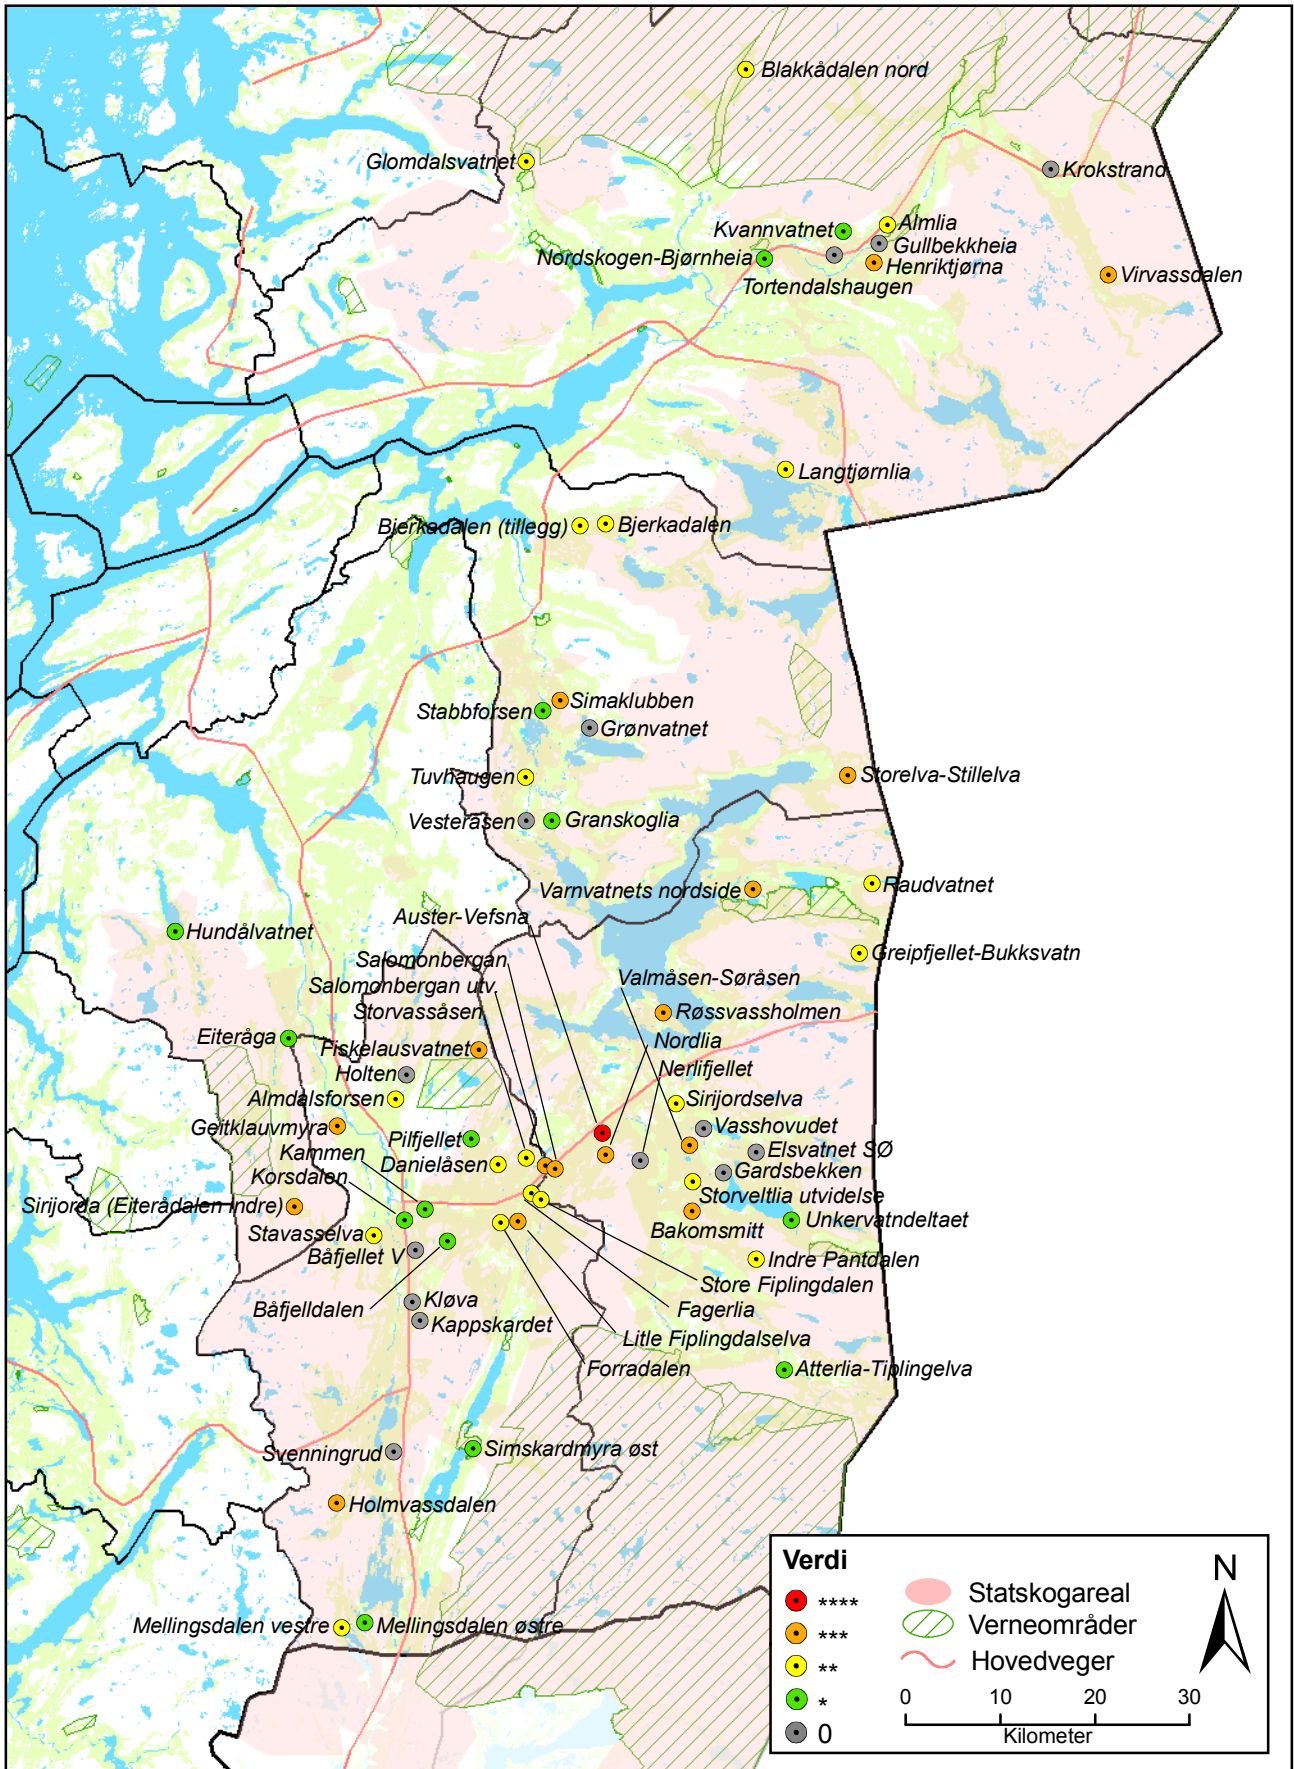 Blakkådalen nord
Glomdalsvatnet
Krokstrand
Almlia
Kvannvatnet
Gullbekkheia
Nordskogen-Bjørnheia
Henriktjørna
Virvassdalen
Tortendalshaugen
Langtjørnlia
Bjerkadalen (tillegg)
Bjerkadalen
Simaklubben
Stabbforsen
Grønvatnet
Tuvhaugen
Storelva-Stillelva
Vesteråsen
Granskoglia
Varnvatnets nordside
Raudvatnet
Auster-Vefsna
Hundålvatnet
Greipfjellet-Bukksvatn
Salomonbergan
Valmåsen-Søråsen
Salomonbergan utv.
Storvassåsen
Røssvassholmen
Eiteråga
Nordlia
Fiskelausvatnet
Nerlifjellet
Holten
Almdalsforsen
Sirijordselva
Geitklauvmyra
Vasshovudet
Pilfjellet
Kammen
Elsvatnet SØ
Danielåsen
Gardsbekken
Korsdalen
Storveltlia utvidelse
Sirijorda (Eiterådalen indre)
Unkervatndeltaet
Bakomsmitt
Stavasselva
Båfjellet V
Indre Pantdalen
Store Fiplingdalen
Båfjelldalen
Kløva
Fagerlia
Kappskardet
Litle Fiplingdalselva
Forradalen
Atterlia-Tiplingelva
Svenningrud
Simskardmyra øst
Holmvassdalen
Mellingsdalen vestre
Mellingsdalen østre
Verdi
****
***
**
*
0
Statskogareal
Verneområder
Hovedveger
N
0 10 20 30
Kilometer